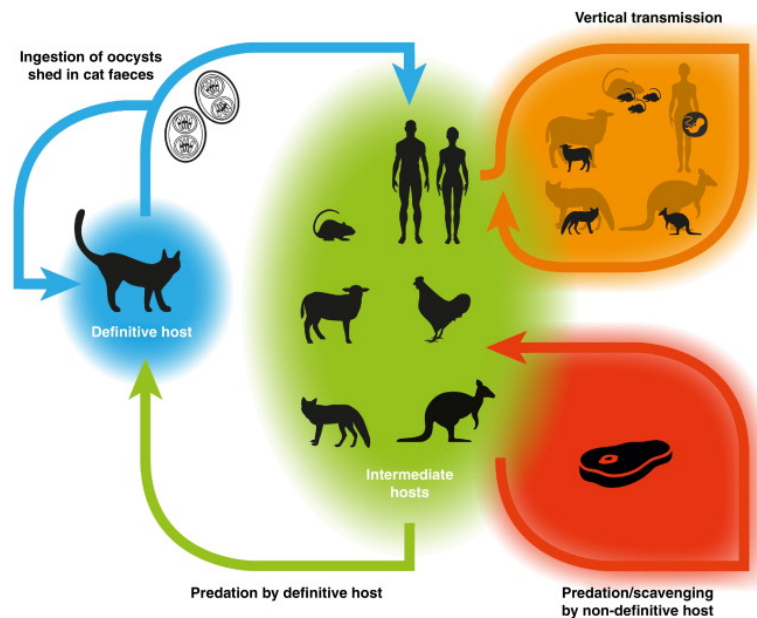 Vertical transmission
Ingestion of oocysts
shed in cat faeces
Definitive host
Intermediate
hosts
Predation by definitive host
Predation/scavenging
by non-definitive host